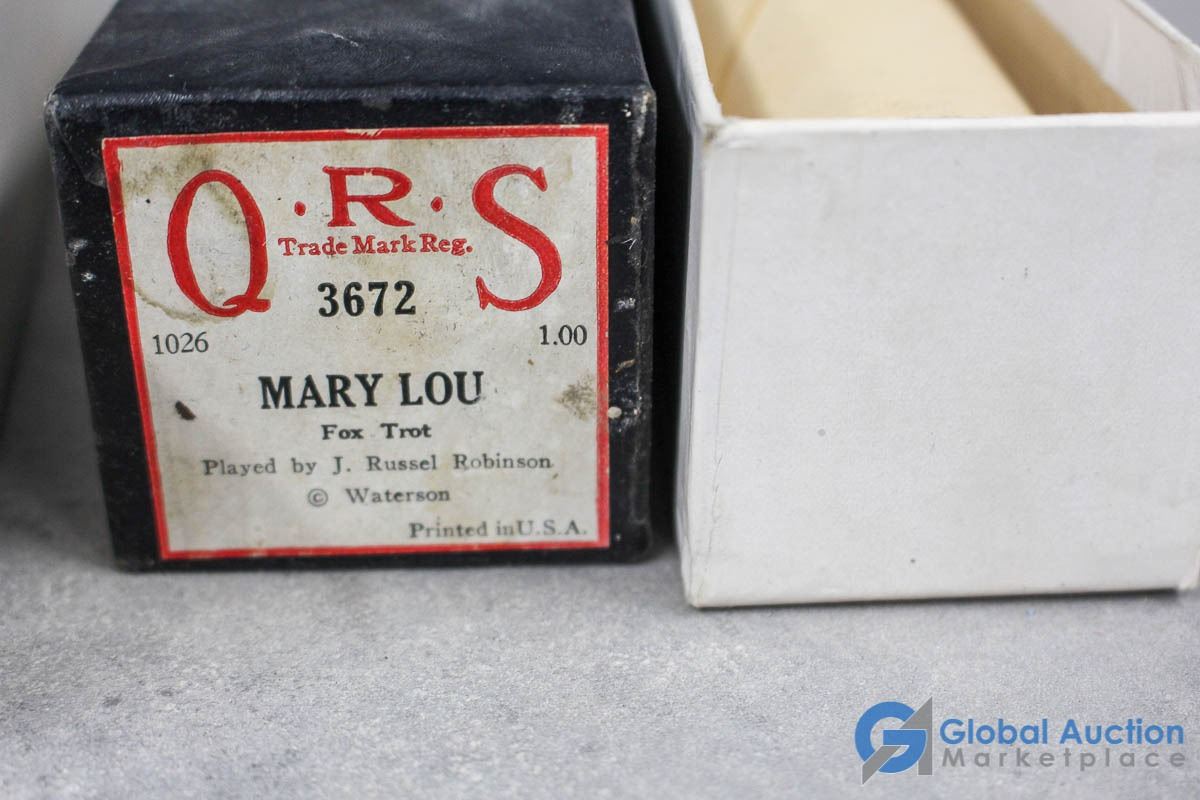 Q·R·S
Trade Mark Reg.
3672
1026 1.00
MARY LOU
Fox Trot
Played by J. Russel Robinson
© Waterson
Printed in U.S.A.
Global Auction
Marketplace